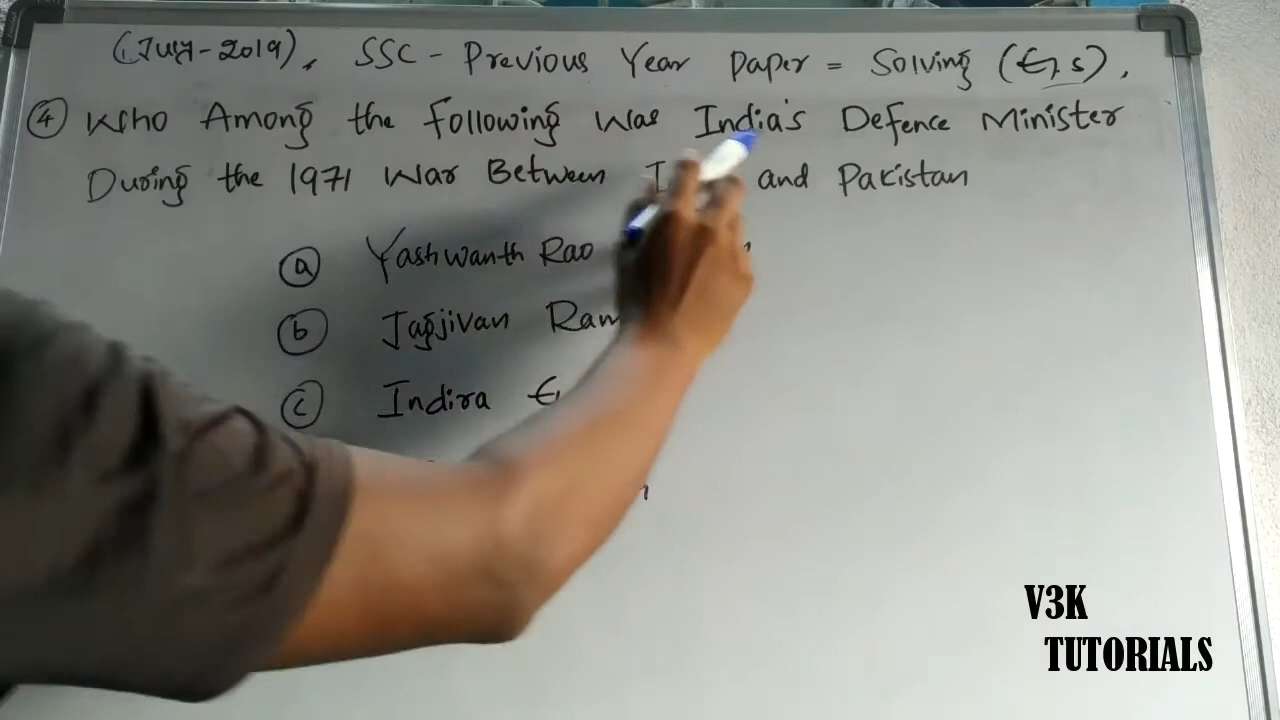 (1July-2019), SSC - Previous Year Paper = Solving (G.S).
④ Who Among the Following Was India's Defence Minister
During the 1971 War Between and Pakistan
ⓐ Yashwanth Rao
ⓑ Jagjivan Ram
ⓒ Indira
V3K
TUTORIALS